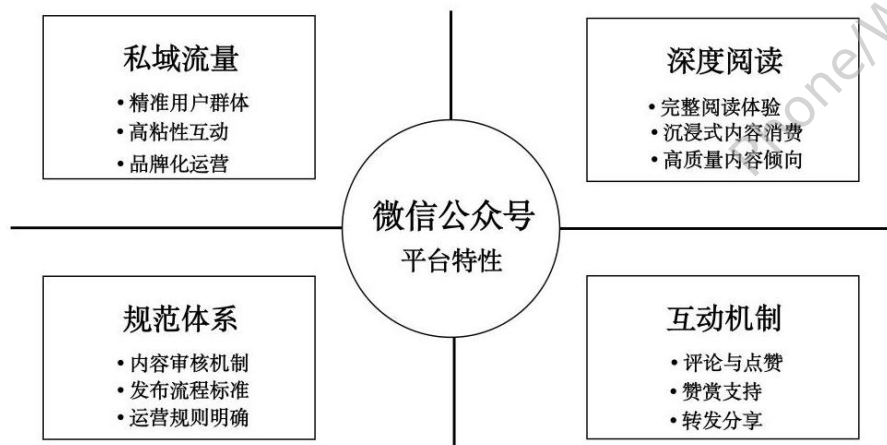 私域流量
• 精准用户群体
• 高粘性互动
• 品牌化运营
深度阅读
• 完整阅读体验
• 沉浸式内容消费
• 高质量内容倾向
微信公众号
平台特性
规范体系
• 内容审核机制
• 发布流程标准
• 运营规则明确
互动机制
• 评论与点赞
• 赞赏支持
• 转发分享
Phone/W